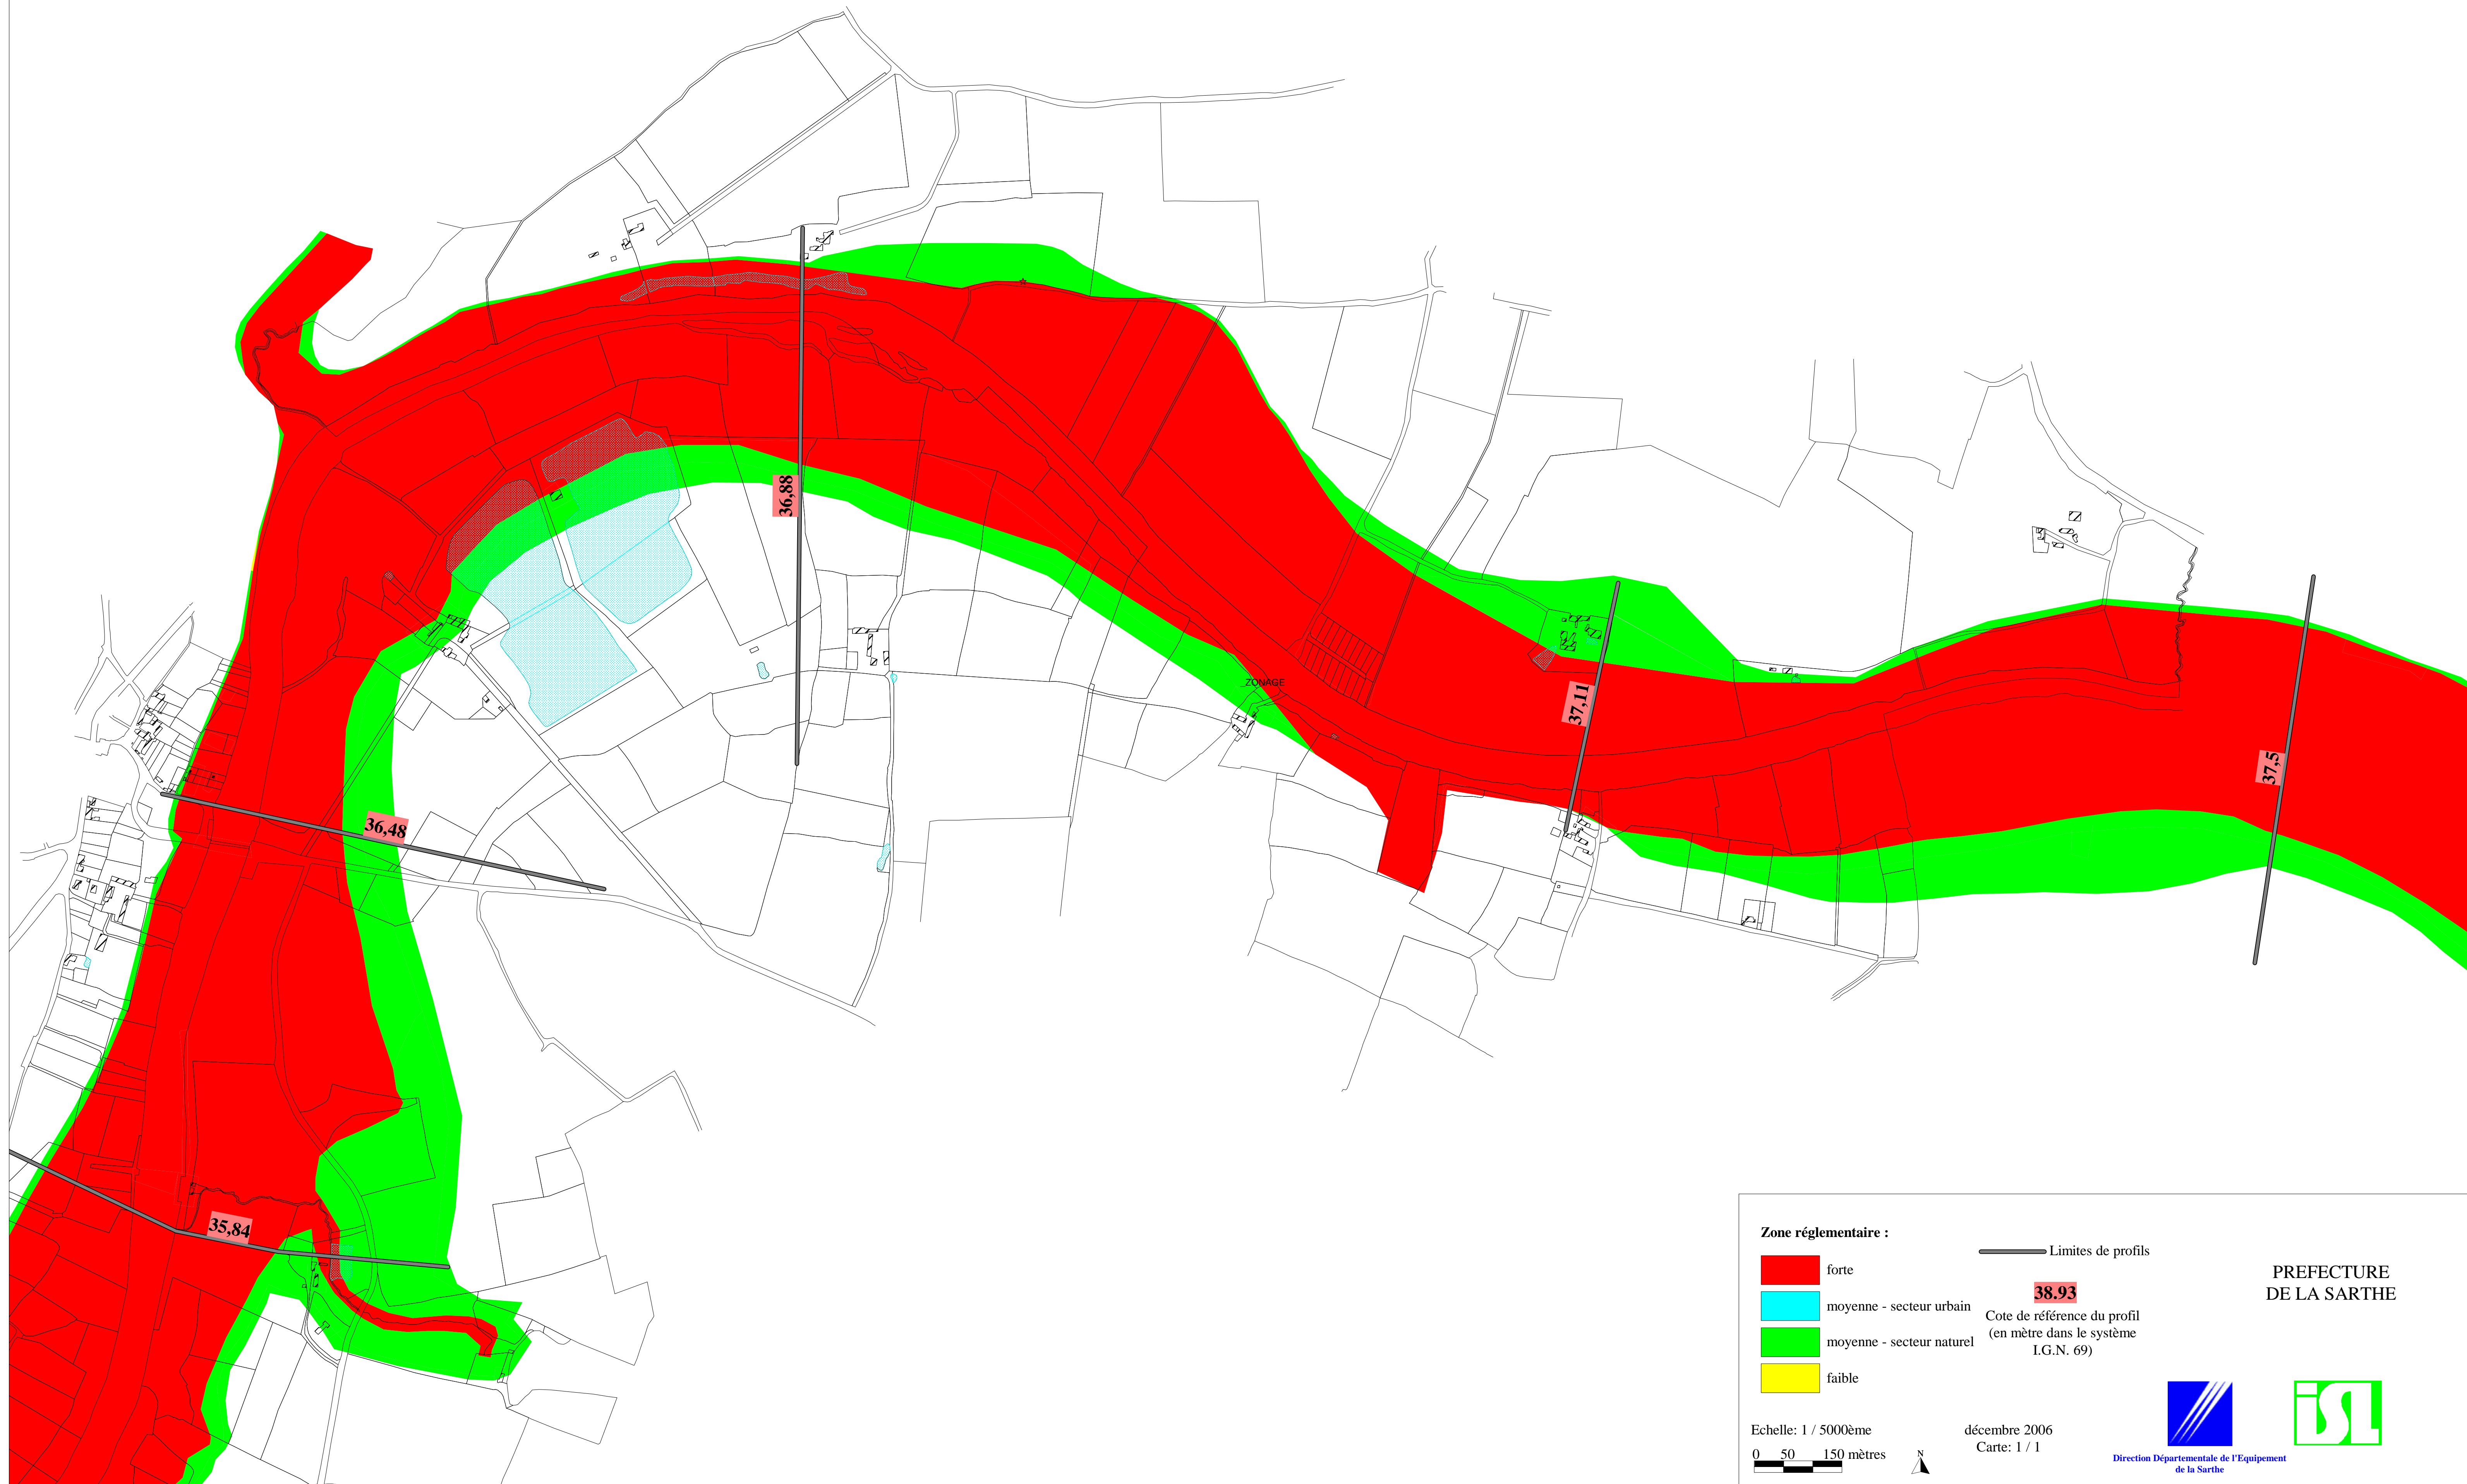 36,88
_ZONAGE
37,11
37,5
36,48
35,84
Zone réglementaire :
forte
moyenne - secteur urbain
moyenne - secteur naturel
faible
Limites de profils
38.93
Cote de référence du profil
(en mètre dans le système
I.G.N. 69)
PREFECTURE
DE LA SARTHE
Echelle: 1 / 5000ème
0 50 150 mètres
N
décembre 2006
Carte: 1 / 1
Direction Départementale de l'Equipement
de la Sarthe
iSL